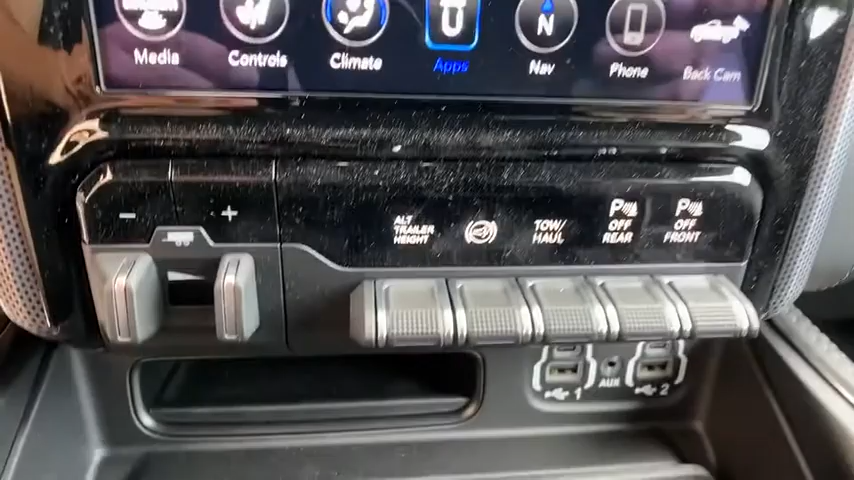 Media Controls Climate Apps Nav Phone Back Cam
- +
ALT
TRAILER
HEIGHT
TOW/
HAUL
P
OFF
REAR
P
OFF
FRONT
1 AUX 2